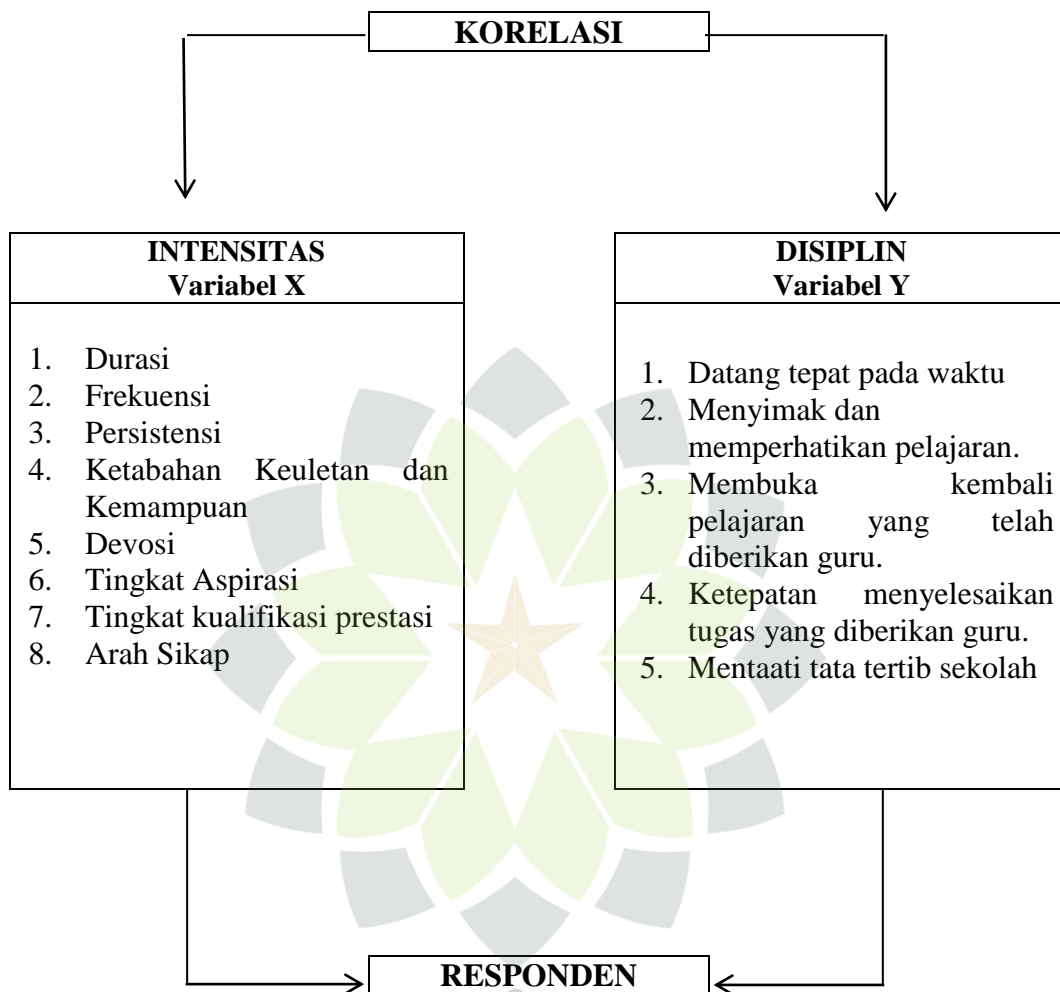 KORELASI
INTENSITAS
Variabel X
1. Durasi
2. Frekuensi
3. Persistensi
4. Ketabahan Keuletan dan
Kemampuan
5. Devosi
6. Tingkat Aspirasi
7. Tingkat kualifikasi prestasi
8. Arah Sikap
DISIPLIN
Variabel Y
1. Datang tepat pada waktu
2. Menyimak dan
memperhatikan pelajaran.
3. Membuka kembali
pelajaran yang telah
diberikan guru.
4. Ketepatan menyelesaikan
tugas yang diberikan guru.
5. Mentaati tata tertib sekolah
RESPONDEN